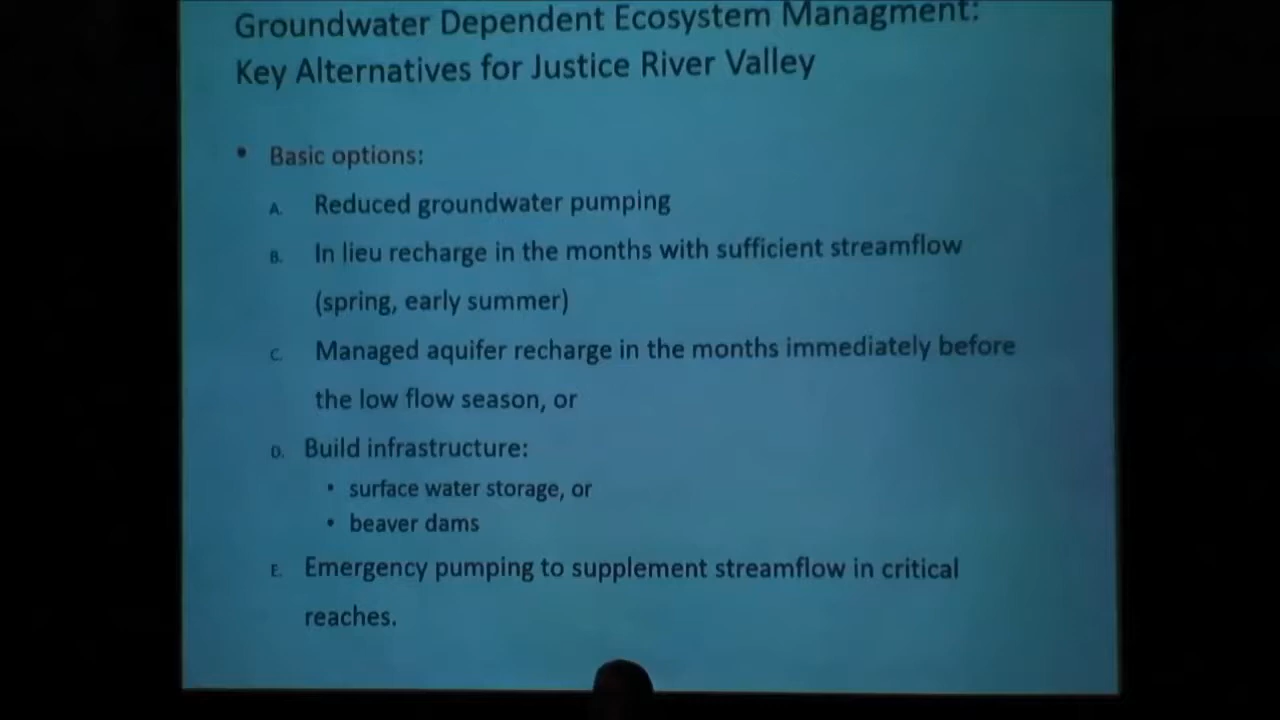 Groundwater Dependent Ecosystem Managment:
Key Alternatives for Justice River Valley
• Basic options:
A. Reduced groundwater pumping
B. In lieu recharge in the months with sufficient streamflow
(spring, early summer)
C. Managed aquifer recharge in the months immediately before
the low flow season, or
D. Build infrastructure:
• surface water storage, or
• beaver dams
E. Emergency pumping to supplement streamflow in critical
reaches.